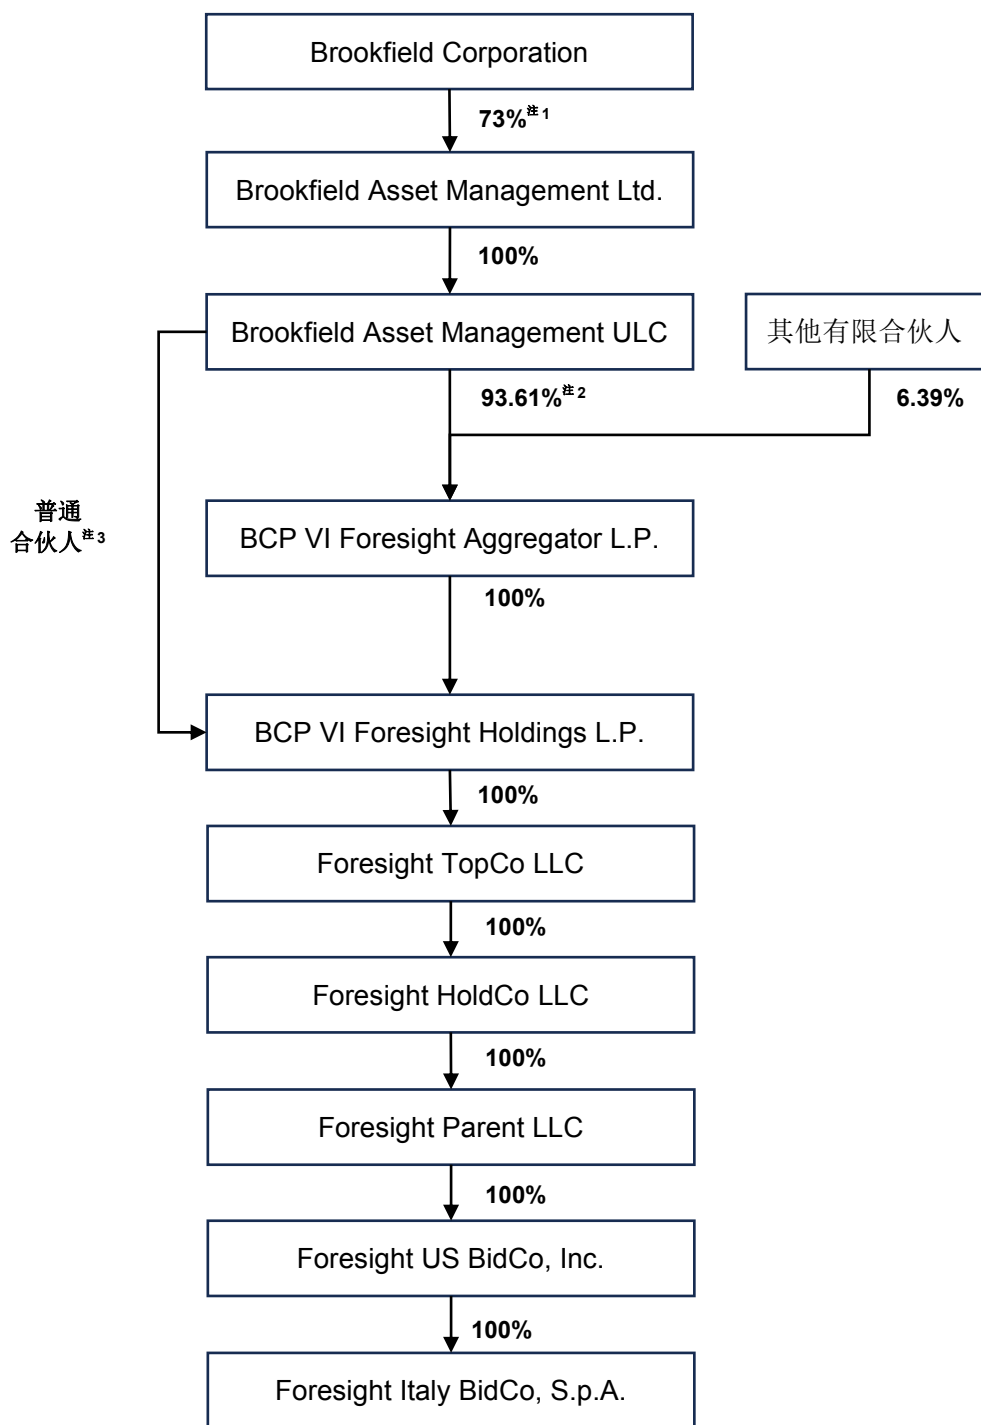 Brookfield Corporation
73%注1
Brookfield Asset Management Ltd.
100%
Brookfield Asset Management ULC
其他有限合伙人
93.61%注2
6.39%
普通
合伙人注3
BCP VI Foresight Aggregator L.P.
100%
BCP VI Foresight Holdings L.P.
100%
Foresight TopCo LLC
100%
Foresight HoldCo LLC
100%
Foresight Parent LLC
100%
Foresight US BidCo, Inc.
100%
Foresight Italy BidCo, S.p.A.